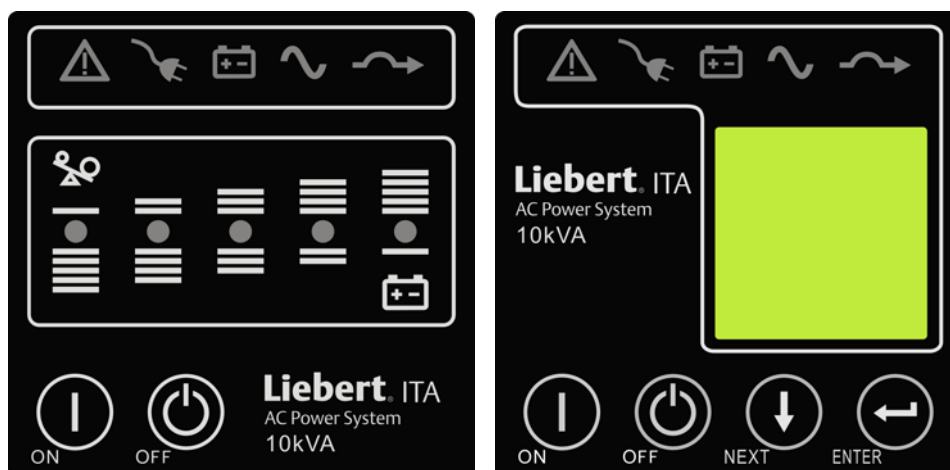 ON
OFF
Liebert® ITA
AC Power System
10kVA
Liebert® ITA
AC Power System
10kVA
ON
OFF
NEXT
ENTER